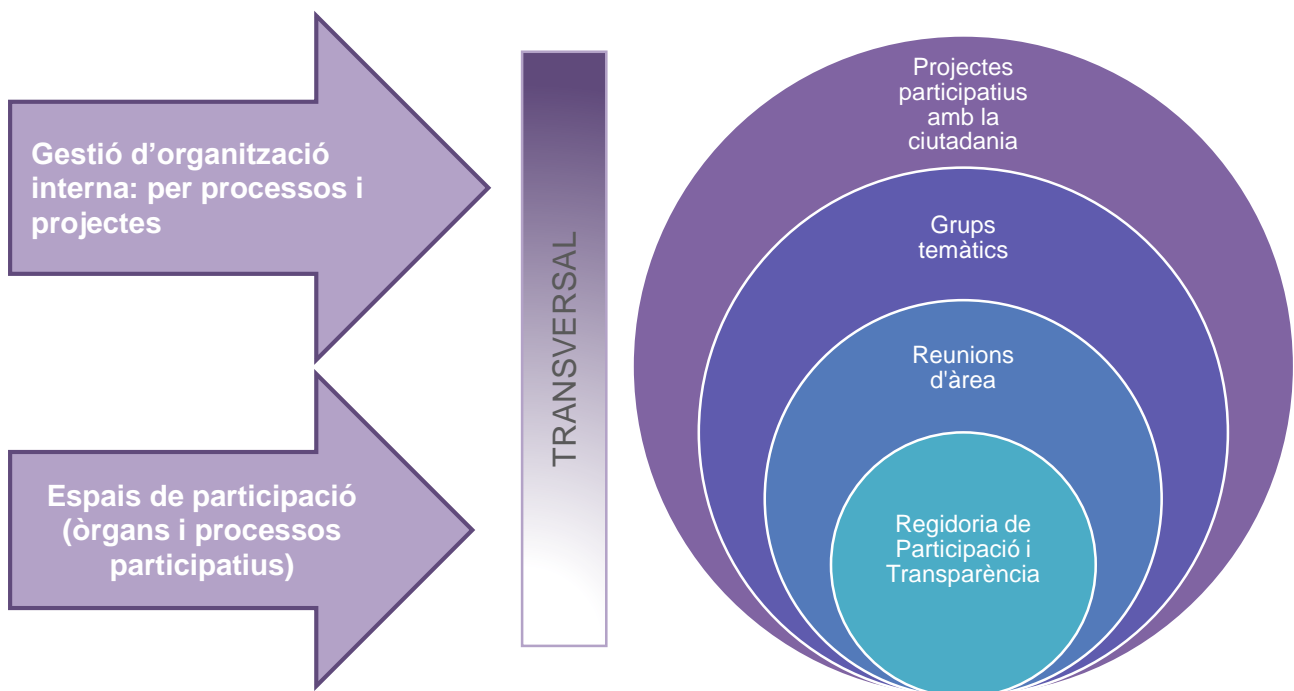 Gestió d’organització
interna: per processos i
projectes
Espais de participació
(òrgans i processos
participatius)
TRANSVERSAL
Projectes
participatius
amb la
ciutadania
Grups
temàtics
Reunions
d'àrea
Regidoria de
Participació i
Transparència